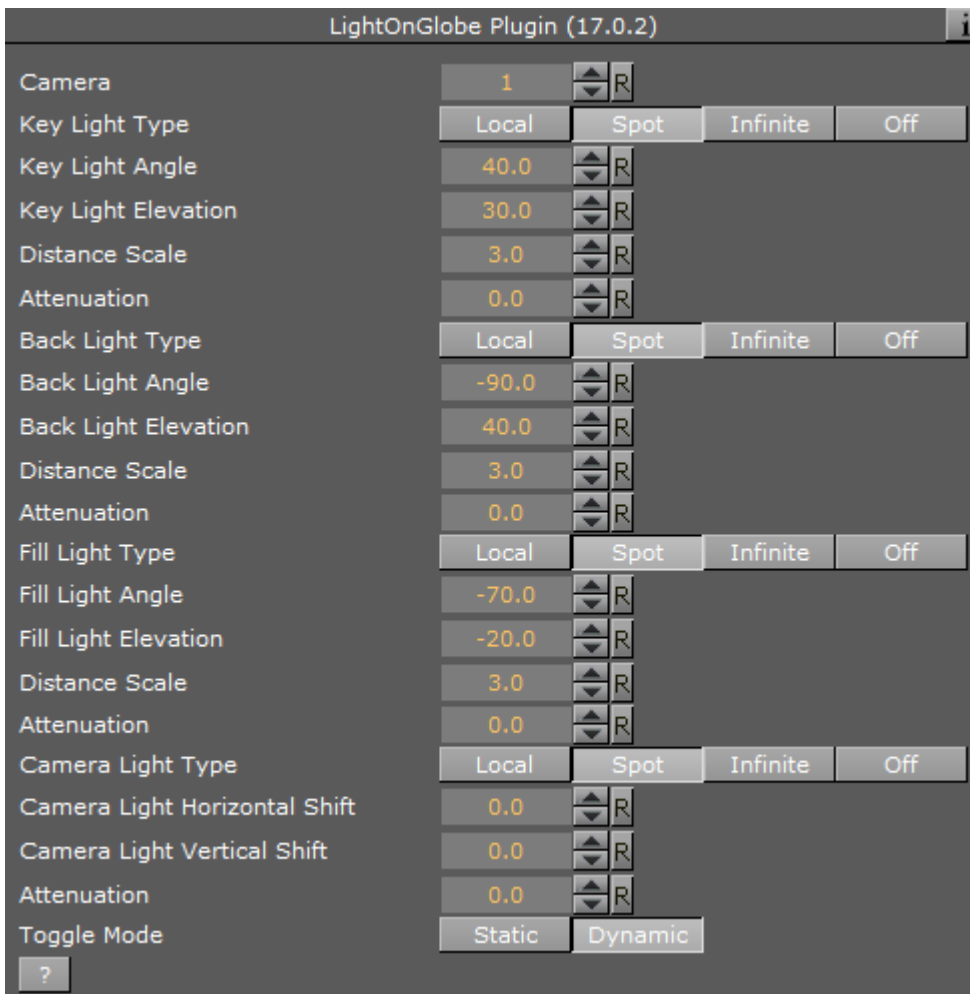 LightOnGlobe Plugin (17.0.2) i
Camera 1 R
Key Light Type Local Spot Infinite Off
Key Light Angle 40.0 R
Key Light Elevation 30.0 R
Distance Scale 3.0 R
Attenuation 0.0 R
Back Light Type Local Spot Infinite Off
Back Light Angle -90.0 R
Back Light Elevation 40.0 R
Distance Scale 3.0 R
Attenuation 0.0 R
Fill Light Type Local Spot Infinite Off
Fill Light Angle -70.0 R
Fill Light Elevation -20.0 R
Distance Scale 3.0 R
Attenuation 0.0 R
Camera Light Type Local Spot Infinite Off
Camera Light Horizontal Shift 0.0 R
Camera Light Vertical Shift 0.0 R
Attenuation 0.0 R
Toggle Mode Static Dynamic
?